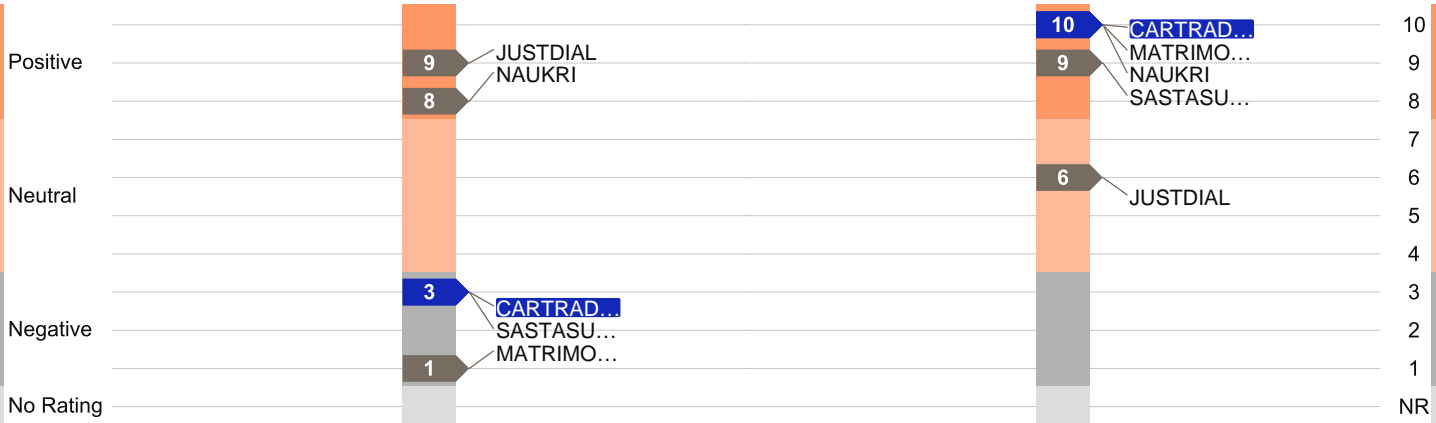 Positive
Neutral
Negative
No Rating
9
8
3
1
JUSTDIAL
NAUKRI
CARTRAD…
SASTASU…
MATRIMO…
10
9
6
CARTRAD…
MATRIMO…
NAUKRI
SASTASU…
JUSTDIAL
10
9
8
7
6
5
4
3
2
1
NR